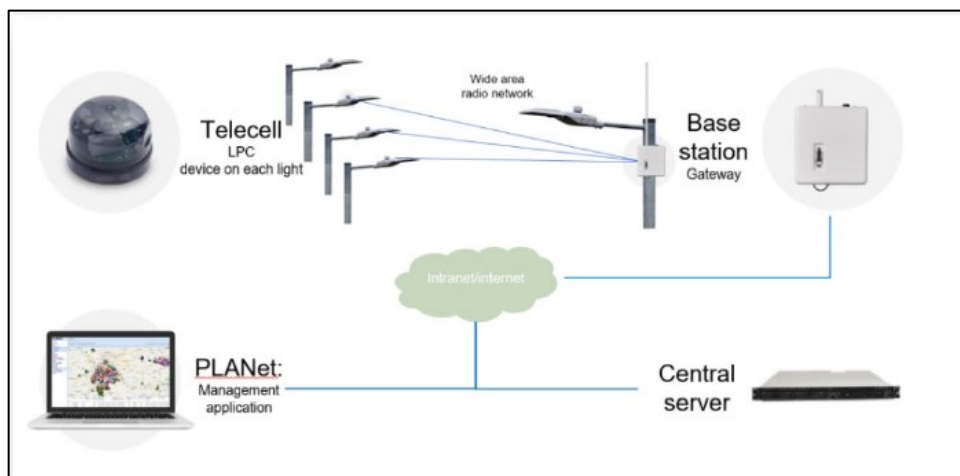 Telecell
LPC
device on each light
Wide area
radio network
Base
station
Gateway
Intranet/internet
PLANet:
Management
application
Central
server